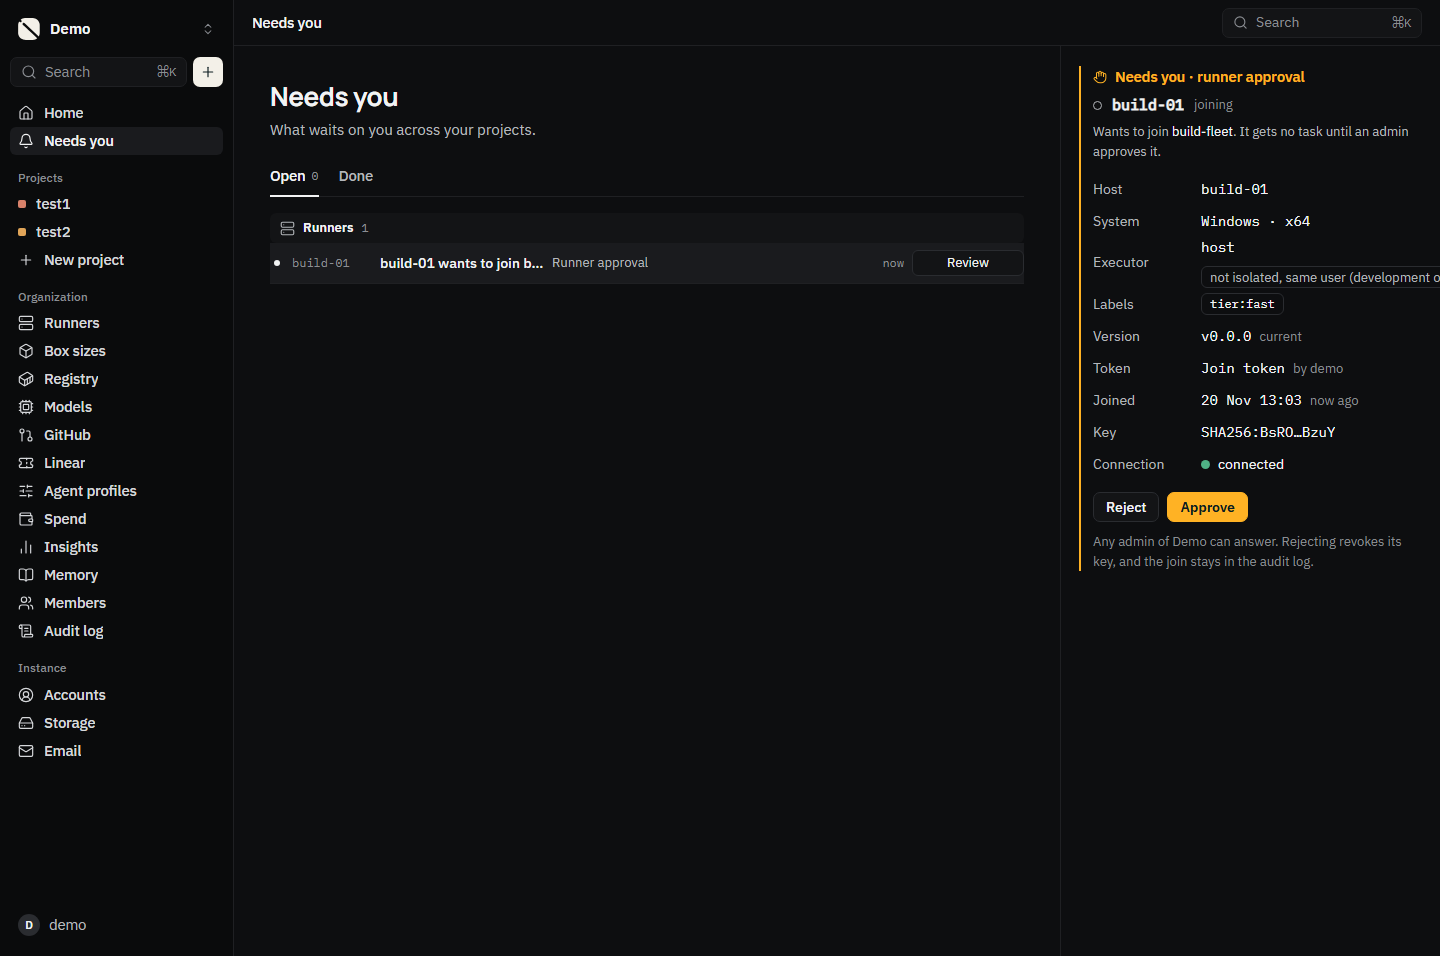 Demo
Search ⌘K
+
Home
Needs you
Projects
test1
test2
New project
Organization
Runners
Box sizes
Registry
Models
GitHub
Linear
Agent profiles
Spend
Insights
Memory
Members
Audit log
Instance
Accounts
Storage
Email
D demo
Needs you
Search ⌘K
Needs you
What waits on you across your projects.
Open 0 Done
Runners 1
build-01 build-01 wants to join b... Runner approval now Review
Needs you · runner approval
build-01 joining
Wants to join build-fleet. It gets no task until an admin
approves it.
Host build-01
System Windows · x64
Executor host
not isolated, same user (development o
Labels tier:fast
Version v0.0.0 current
Token Join token by demo
Joined 20 Nov 13:03 now ago
Key SHA256:BsRO…BzuY
Connection connected
Reject Approve
Any admin of Demo can answer. Rejecting revokes its
key, and the join stays in the audit log.